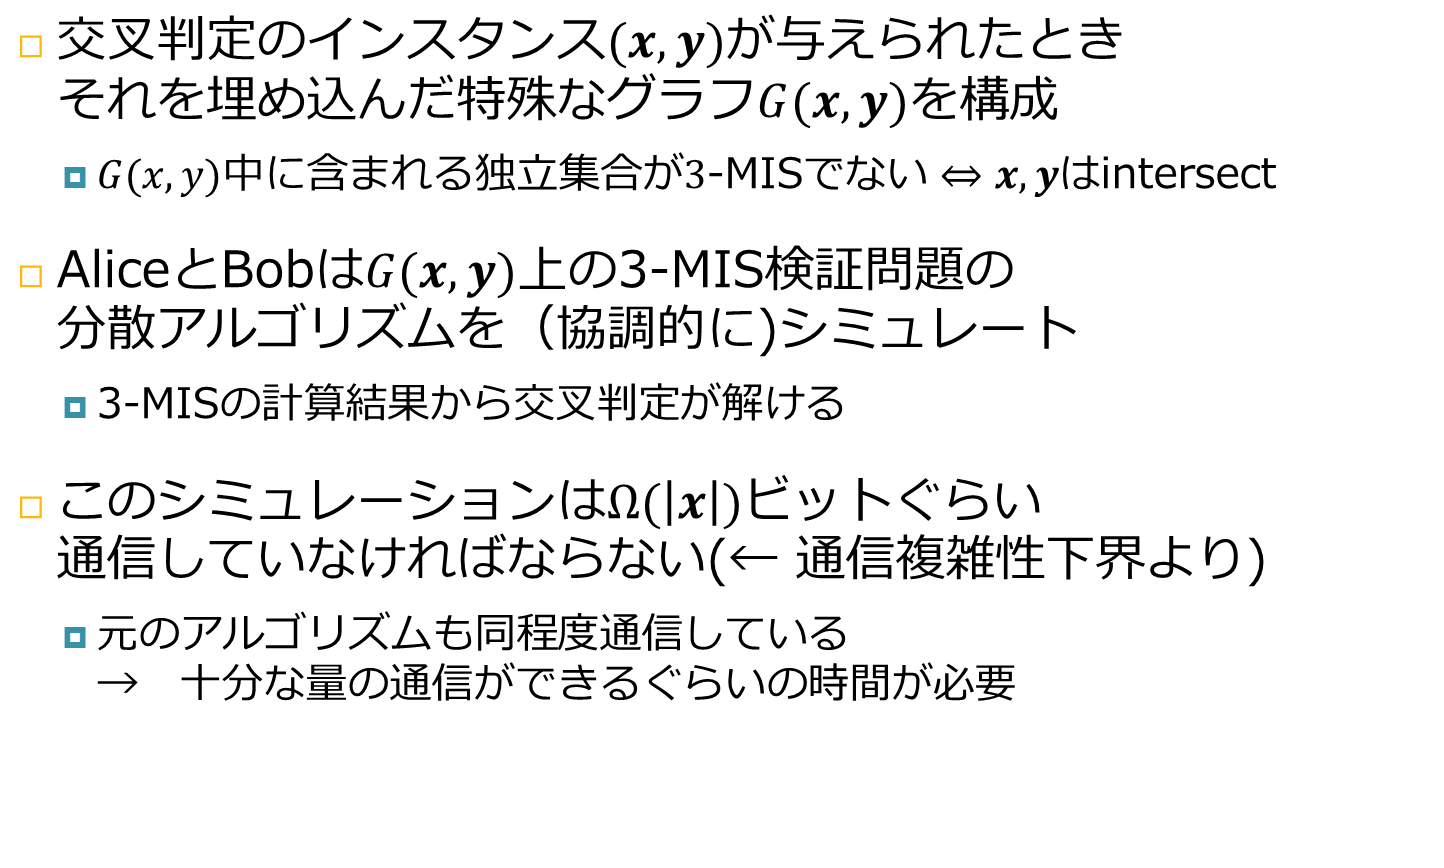 交叉判定のインスタンス(𝒙, 𝒚)が与えられたとき
それを埋め込んだ特殊なグラフ𝐺(𝒙, 𝒚)を構成
𝐺(𝑥, 𝑦)中に含まれる独立集合が3-MISでない ⇔ 𝒙, 𝒚はintersect
AliceとBobは𝐺(𝒙, 𝒚)上の3-MIS検証問題の
分散アルゴリズムを（協調的に)シミュレート
3-MISの計算結果から交叉判定が解ける
このシミュレーションはΩ(|𝒙|)ビットぐらい
通信していなければならない(← 通信複雑性下界より)
元のアルゴリズムも同程度通信している
→　十分な量の通信ができるぐらいの時間が必要